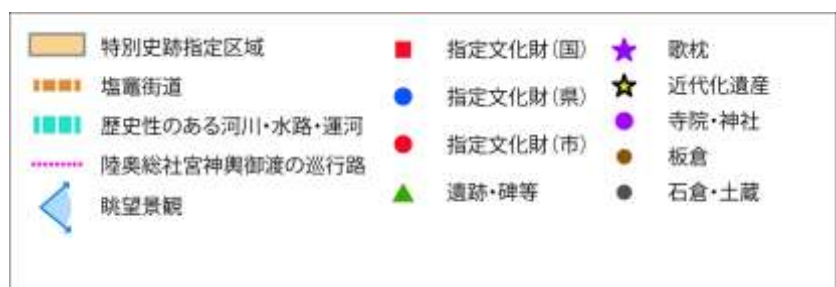 特別史跡指定区域
塩竈街道
歴史性のある河川・水路・運河
陸奥総社宮神輿御渡の巡行路
眺望景観
指定文化財(国)
指定文化財(県)
指定文化財(市)
遺跡・碑等
歌枕
近代化遺産
寺院・神社
板倉
石倉・土蔵